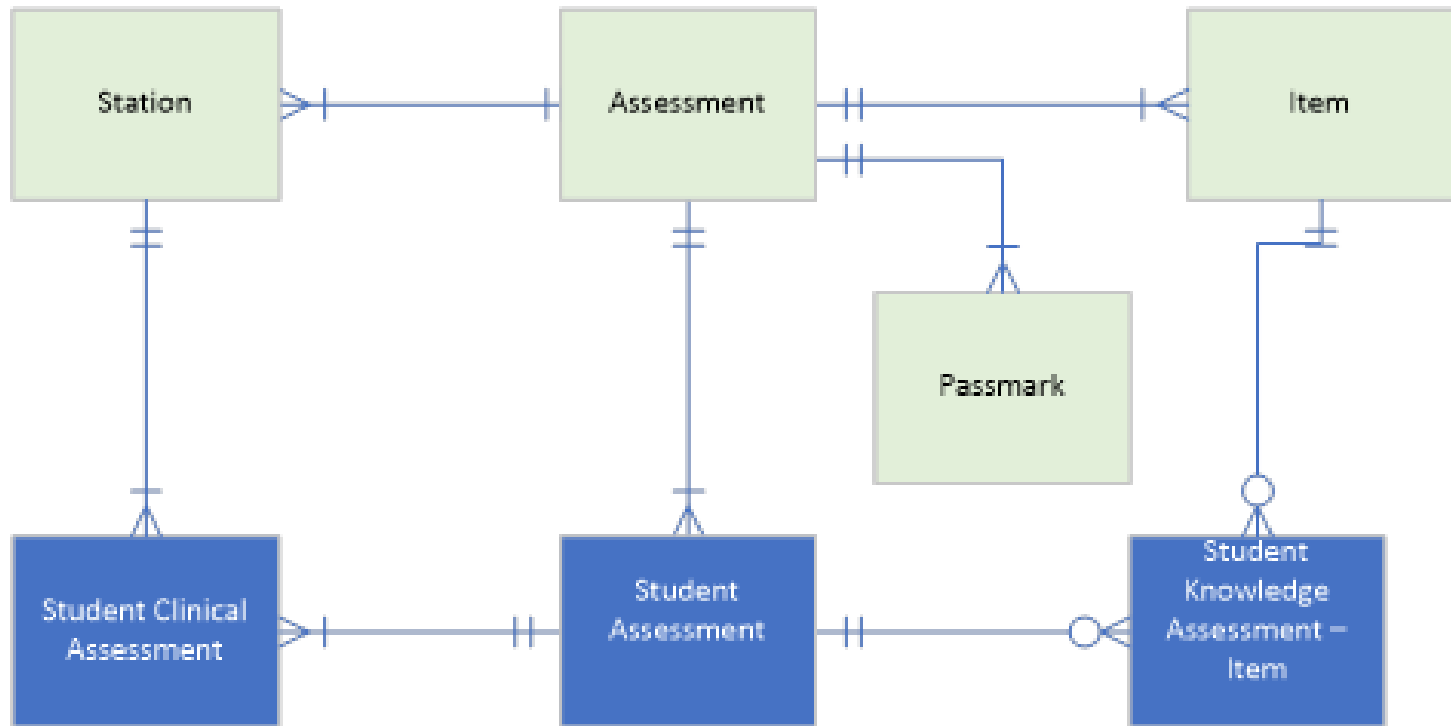 Station
Assessment
Item
Passmark
Student Clinical
Assessment
Student
Assessment
Student
Knowledge
Assessment –
Item